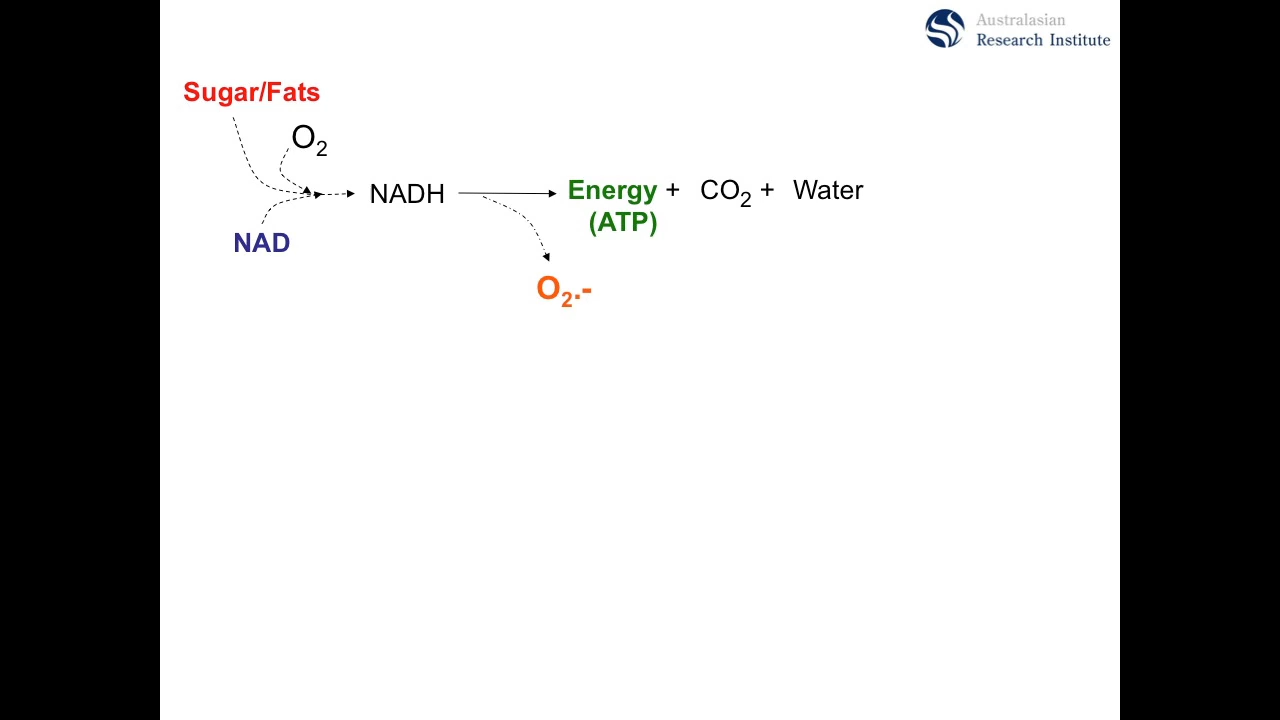 Australasian
Research Institute
Sugar/Fats
O₂
NADH
Energy + CO₂ + Water
(ATP)
NAD
O₂.-